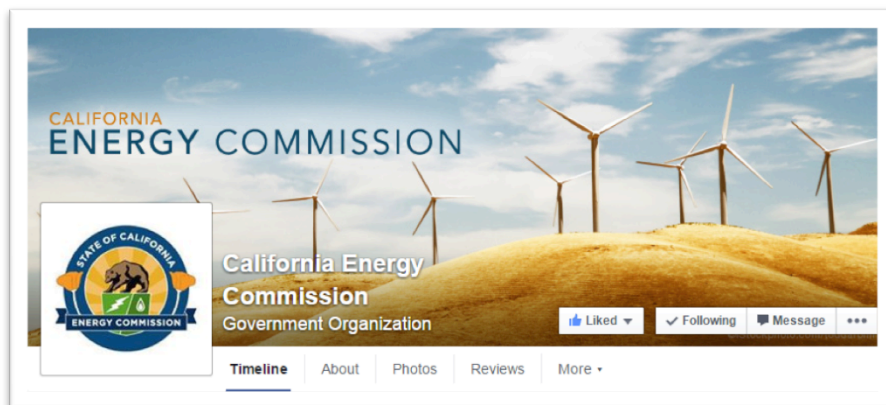 CALIFORNIA
ENERGY COMMISSION
STATE OF CALIFORNIA
ENERGY COMMISSION
California Energy
Commission
Government Organization
Liked
Following
Message
Timeline
About
Photos
Reviews
More